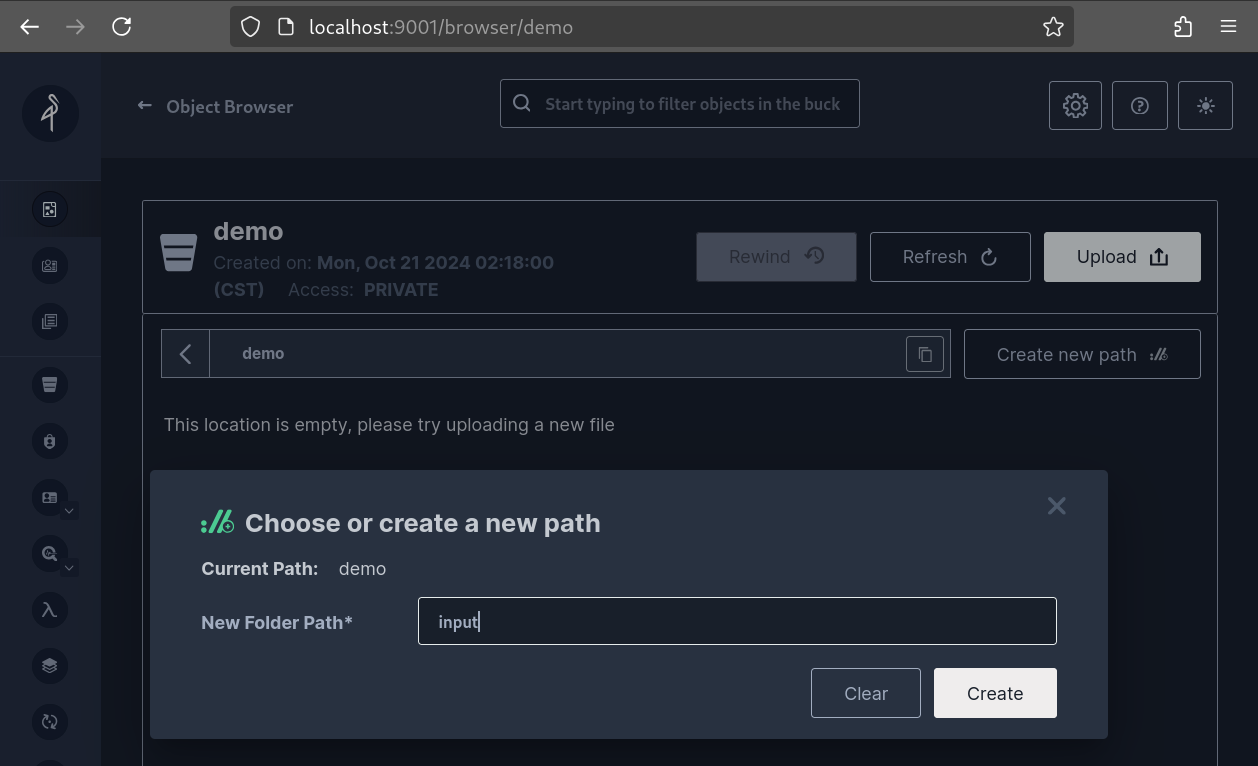 localhost:9001/browser/demo
Object Browser
Start typing to filter objects in the buck
demo
Created on: Mon, Oct 21 2024 02:18:00
(CST) Access: PRIVATE
Rewind
Refresh
Upload
demo
Create new path
This location is empty, please try uploading a new file
Choose or create a new path
Current Path: demo
New Folder Path*
input
Clear
Create